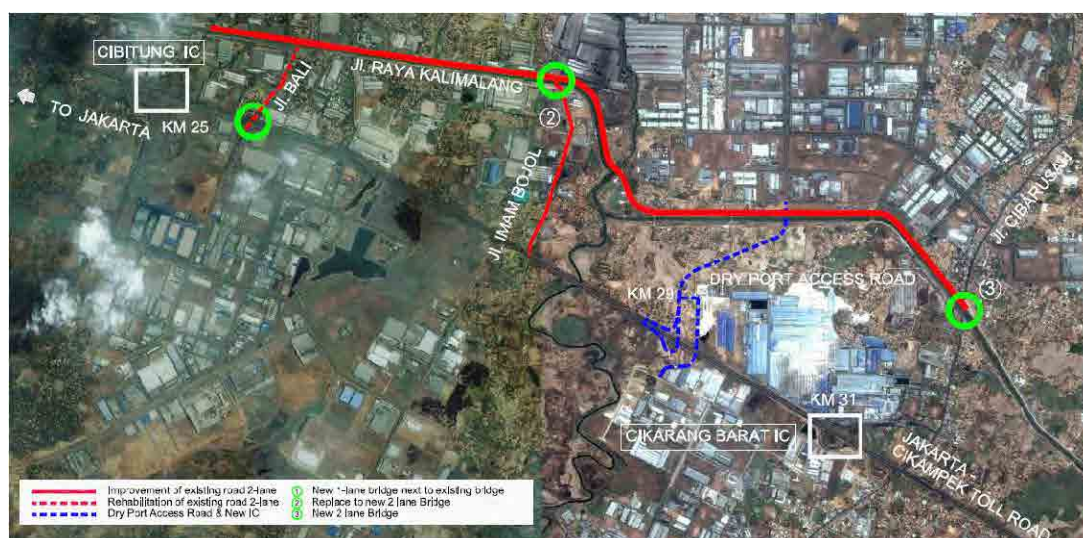 CIBITUNG IC
TO JAKARTA
KM 25
Jl. BALI
Jl. RAYA KALIMALANG
(2)
Jl. IMAM BOJOL
Jl. CIBARUSAH
(3)
KM 29
DRY PORT ACCESS ROAD
KM 31
CIKARANG BARAT IC
JAKARTA -
CIKAMPEK TOLL ROAD
Improvement of existing road 2-lane
Rehabilitation of existing road 2-lane
Dry Port Access Road & New IC
① New 1-lane bridge next to existing bridge
② Replace to new 2 lane Bridge
③ New 2 lane Bridge